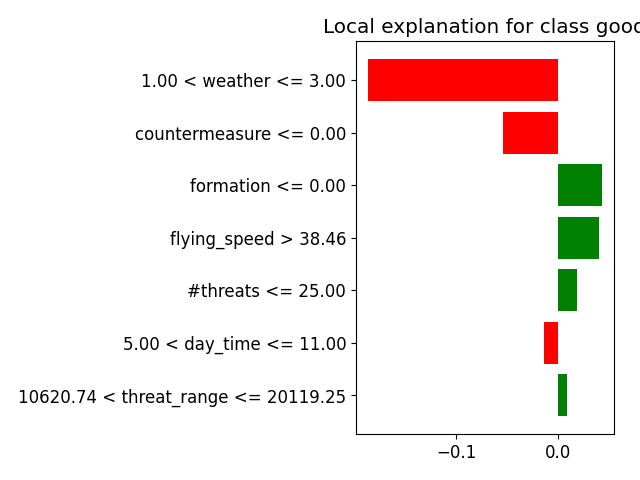 Local explanation for class good
1.00 < weather <= 3.00
countermeasure <= 0.00
formation <= 0.00
flying_speed > 38.46
#threats <= 25.00
5.00 < day_time <= 11.00
10620.74 < threat_range <= 20119.25
−0.1 0.0